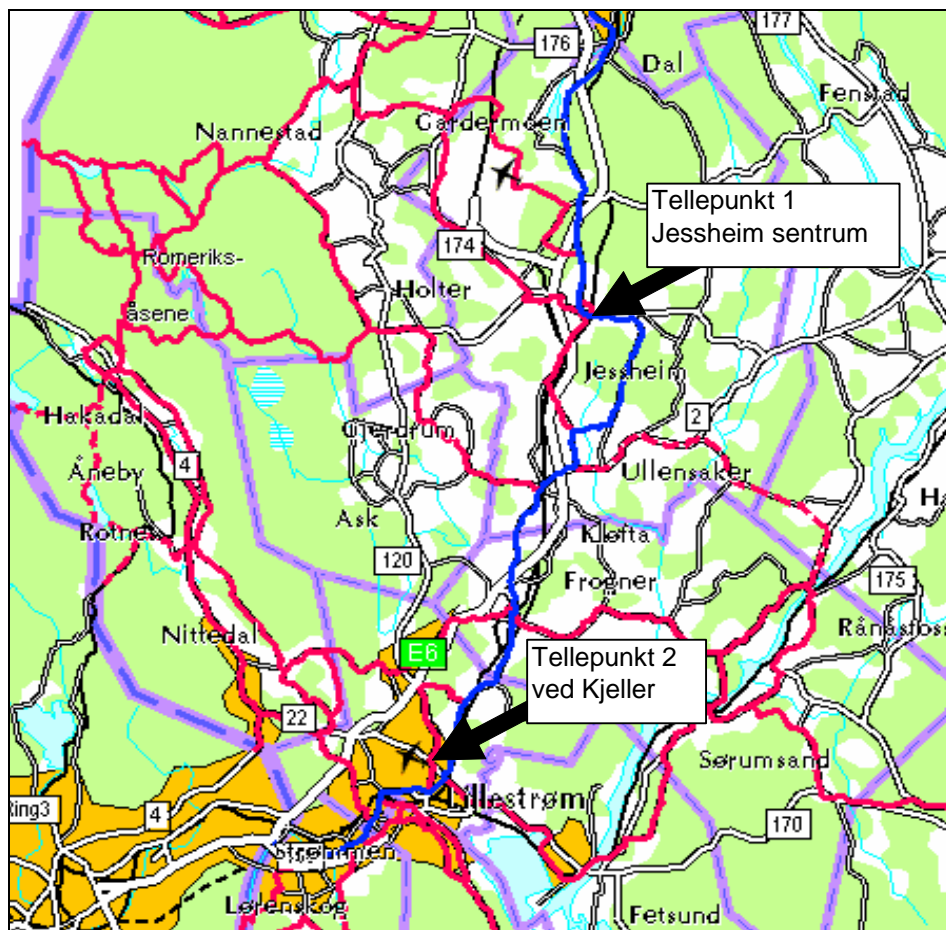 177
176
Dal
Fenstad
Gardermoen
Nannestad
Tellepunkt 1
Jessheim sentrum
174
Romeriks-
åsene
Holter
Jessheim
Hakadal
Gjerdrum
2
4
Åneby
Ullensaker
Ask
Rotnes
Kløfta
120
175
Frogner
Rånåsfoss
Nittedal
E6
Tellepunkt 2
ved Kjeller
22
Sørumsand
Lillestrøm
Ring3
4
170
Strømmen
Lørenskog
Fetsund